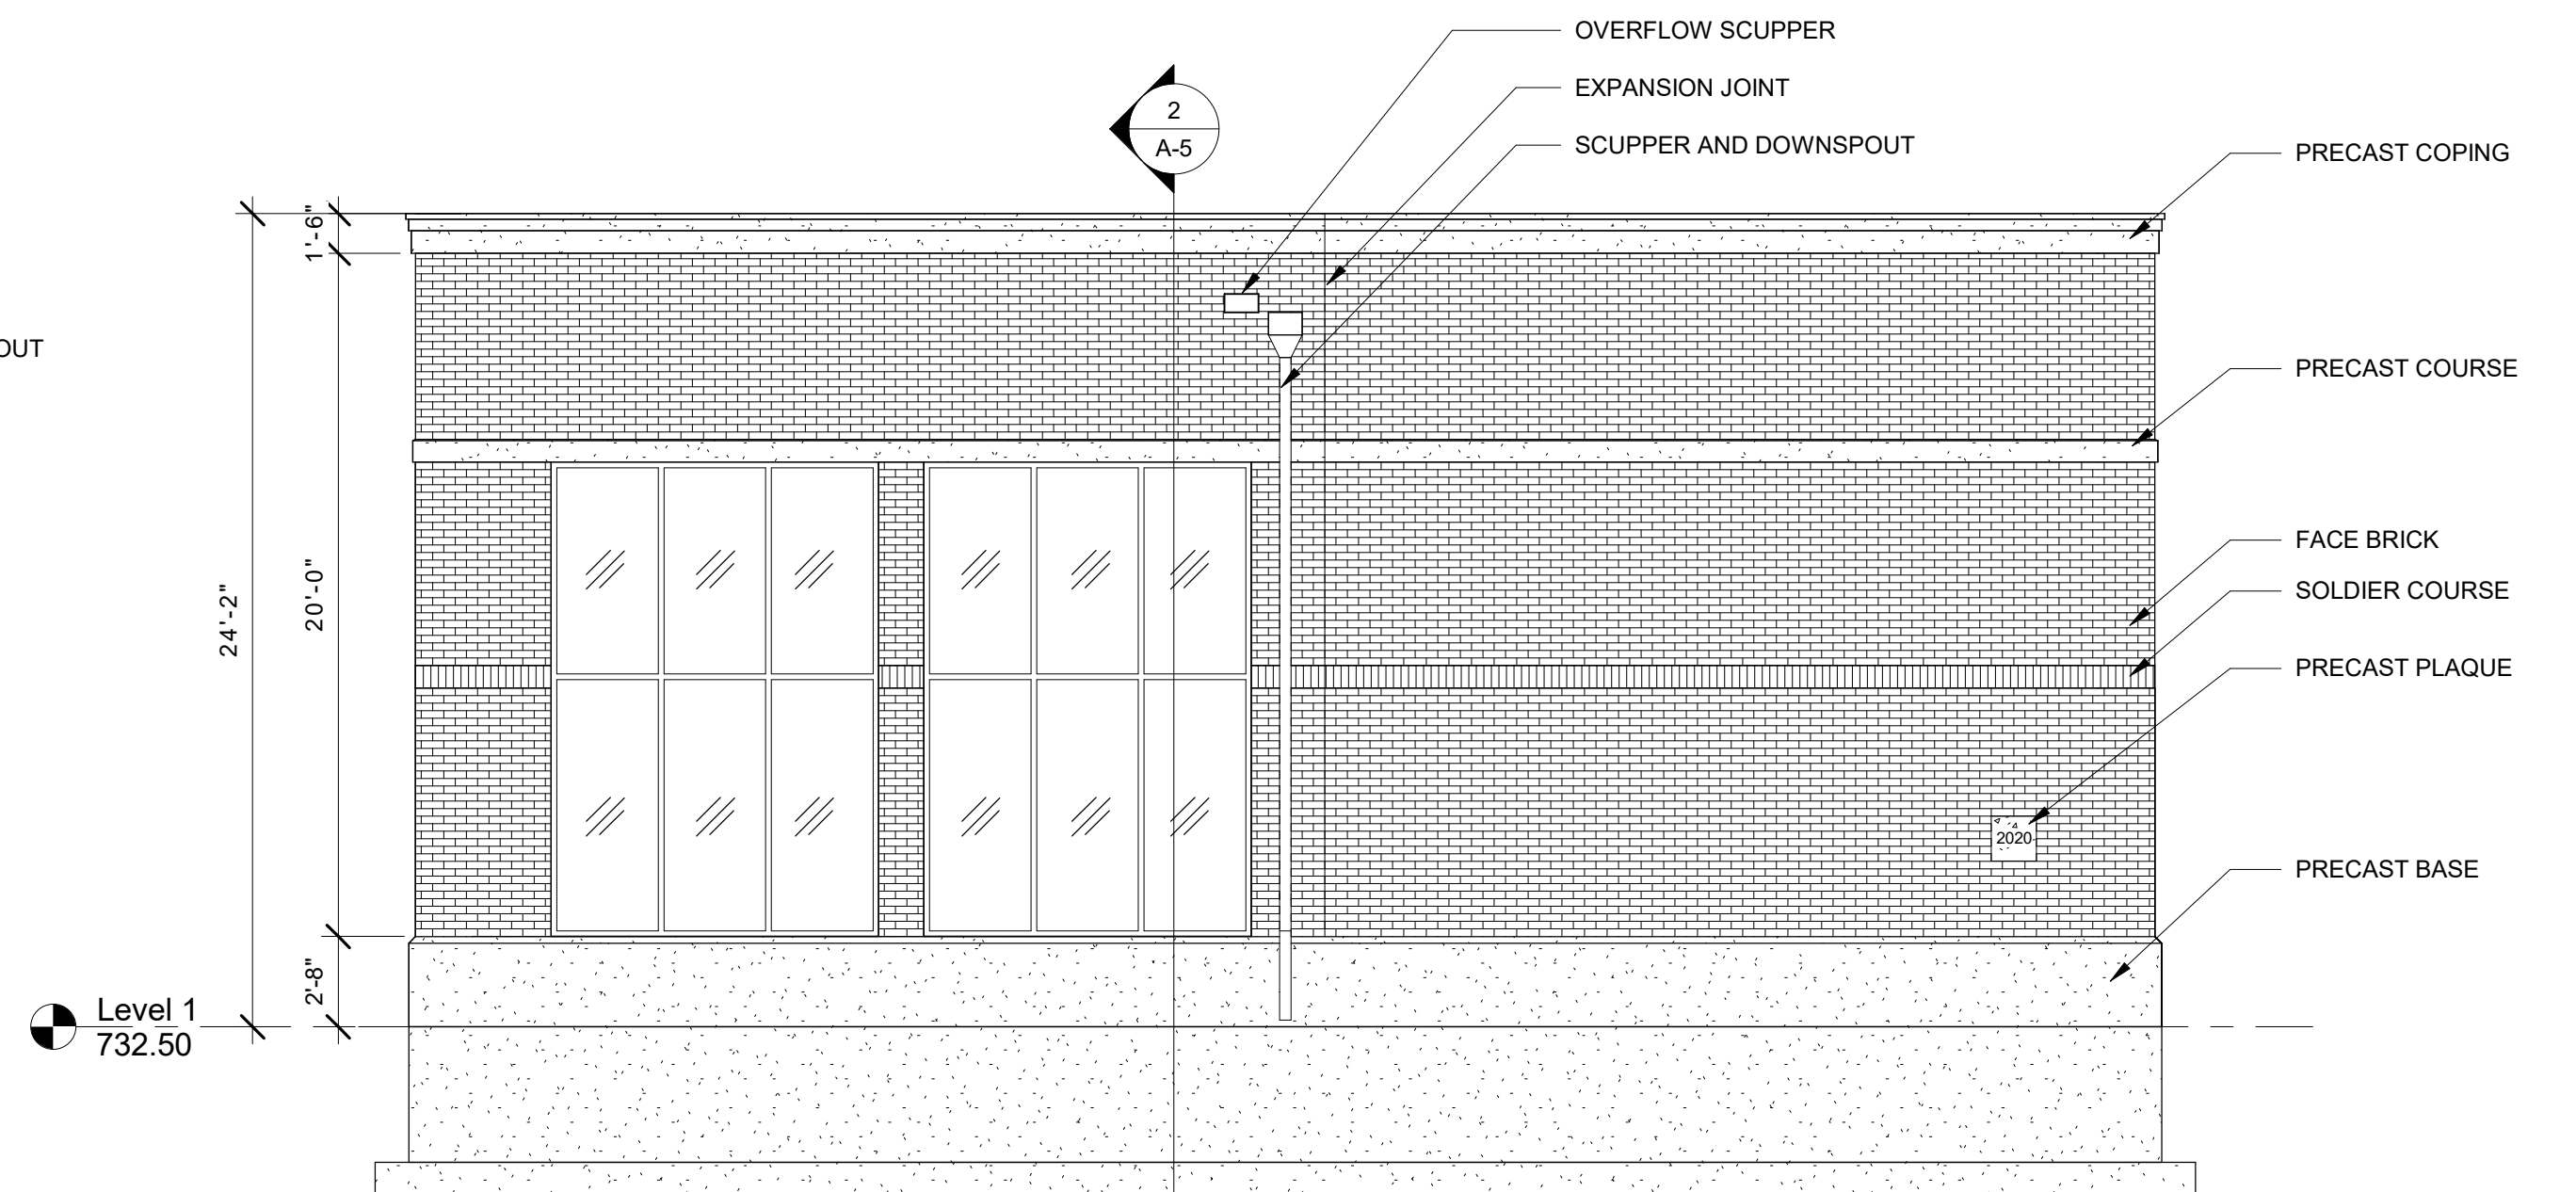 OVERFLOW SCUPPER
EXPANSION JOINT
SCUPPER AND DOWNSPOUT
2
A-5
PRECAST COPING
1'-6"
OUT
PRECAST COURSE
FACE BRICK
SOLDIER COURSE
24'-2"
20'-0"
PRECAST PLAQUE
2020
PRECAST BASE
2'-8"
Level 1
732.50